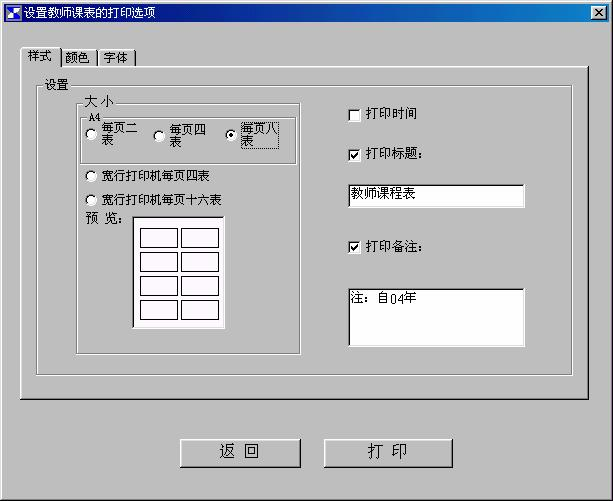 设置教师课表的打印选项
样式 颜色 字体
设置
大 小
A4
每页二表
每页四表
每页八表
宽行打印机每页四表
宽行打印机每页十六表
预 览:
打印时间
打印标题:
教师课程表
打印备注:
注: 自04年
返 回
打 印